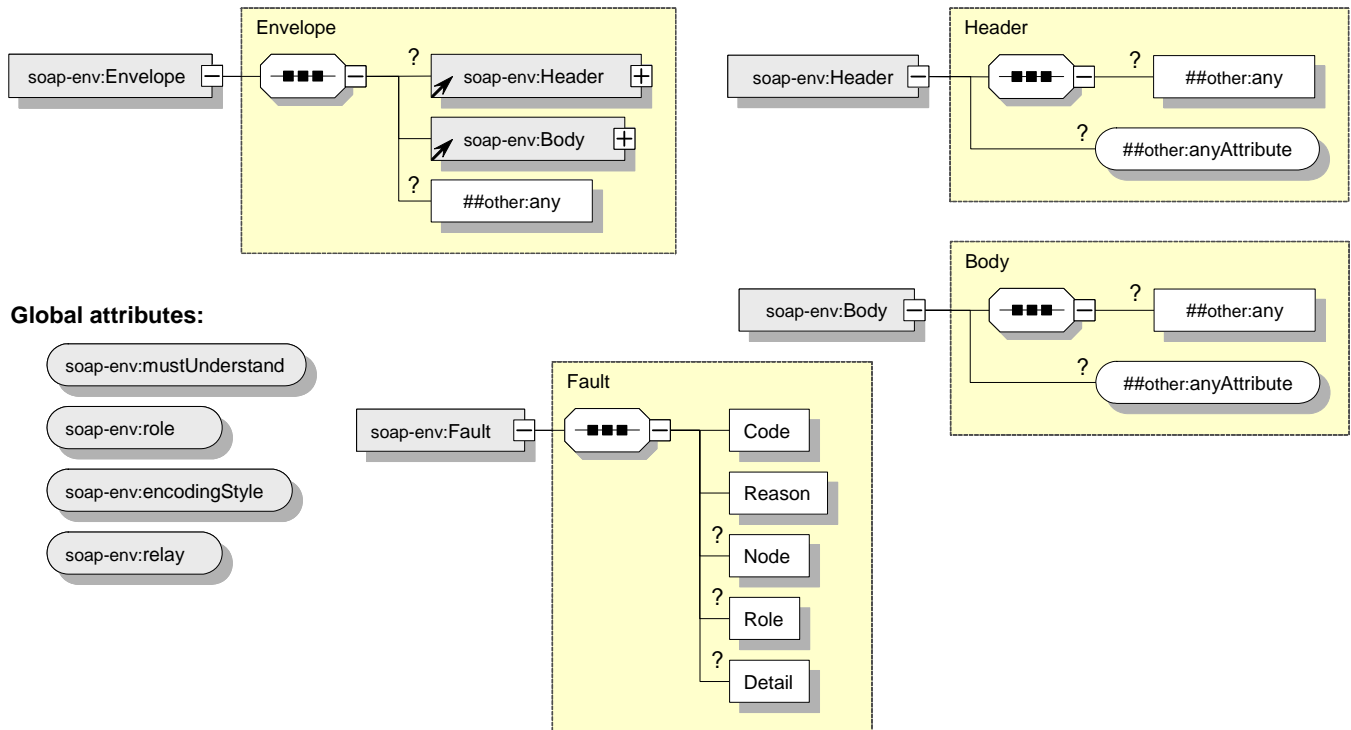 Envelope
soap-env:Envelope
?
soap-env:Header
soap-env:Body
?
##other:any
Header
soap-env:Header
?
##other:any
?
##other:anyAttribute
Body
soap-env:Body
?
##other:any
?
##other:anyAttribute
Global attributes:
soap-env:mustUnderstand
soap-env:role
soap-env:encodingStyle
soap-env:relay
Fault
soap-env:Fault
Code
Reason
?
Node
?
Role
?
Detail